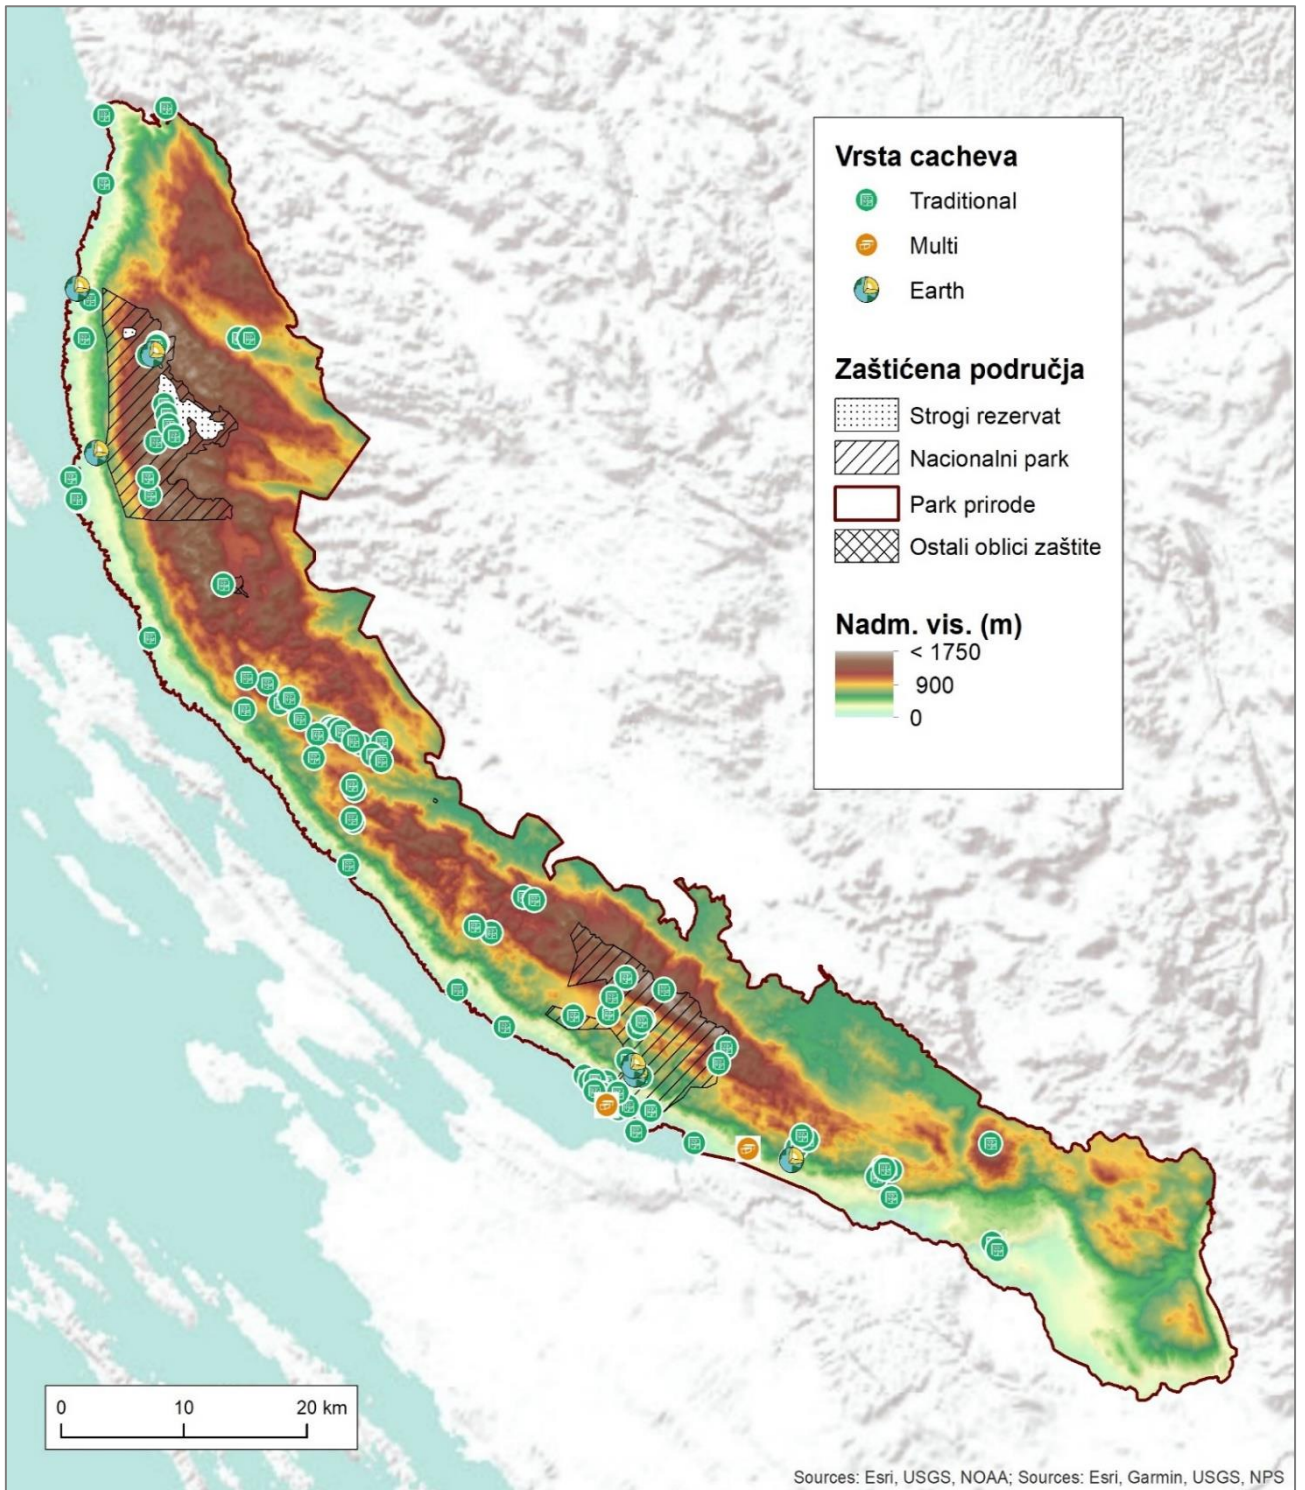 Vrsta cacheva
Traditional
Multi
Earth
Zaštićena područja
Strogi rezervat
Nacionalni park
Park prirode
Ostali oblici zaštite
Nadm. vis. (m)
< 1750
900
0
0 10 20 km
Sources: Esri, USGS, NOAA; Sources: Esri, Garmin, USGS, NPS